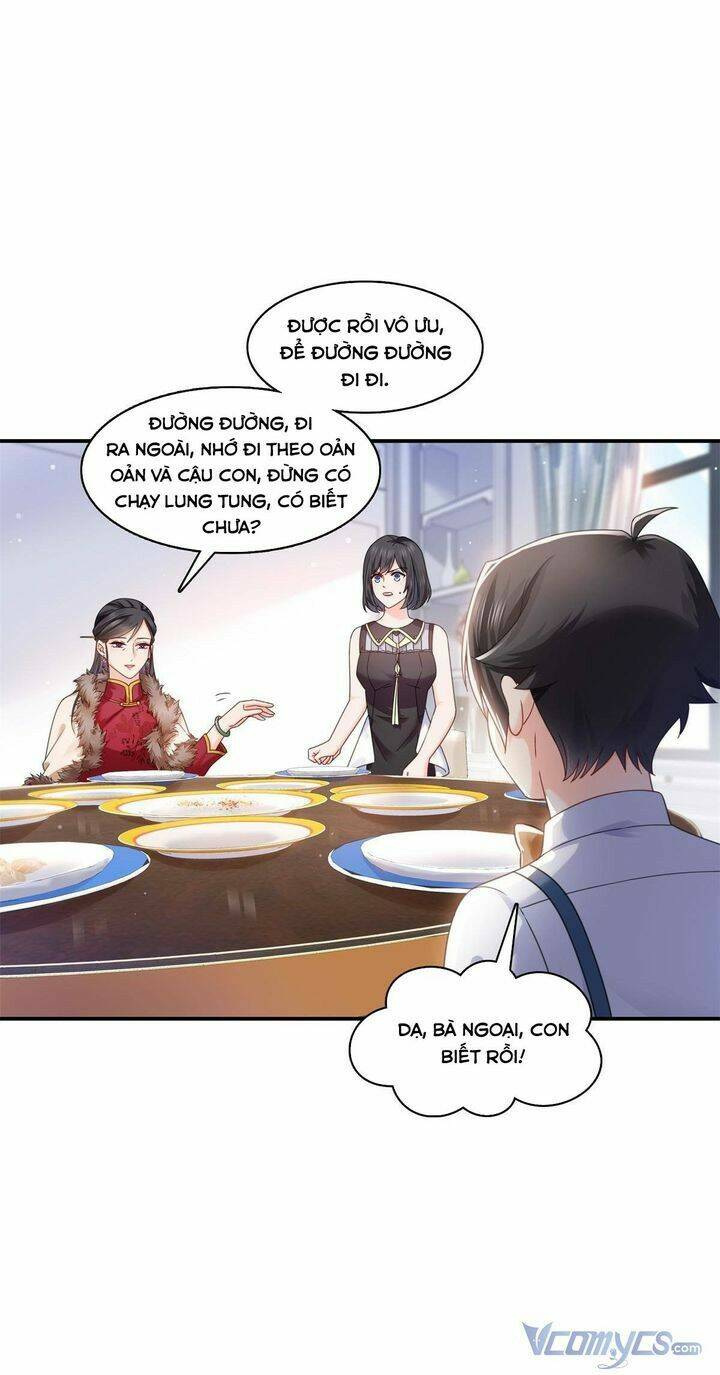 ĐƯỢC RỒI VÔ ƯU,
ĐỂ ĐƯỜNG ĐƯỜNG
ĐI ĐI.
ĐƯỜNG ĐƯỜNG, ĐI
RA NGOÀI, NHỚ ĐI THEO OẢN
OẢN VÀ CẬU CON, ĐỪNG CÓ
CHẠY LUNG TUNG, CÓ BIẾT
CHƯA?
DẠ, BÀ NGOẠI, CON
BIẾT RỒI!
VCOMYCS.com